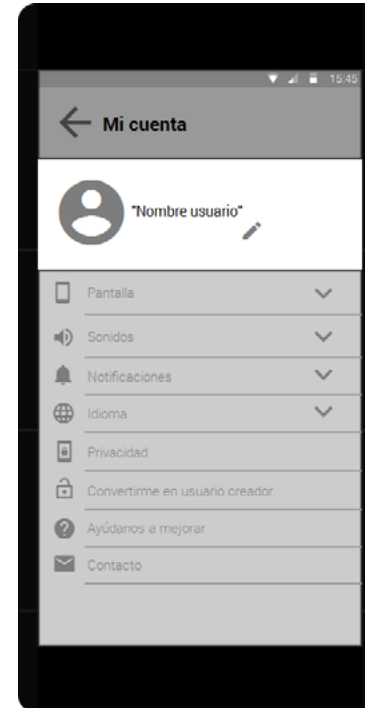 15:45
Mi cuenta
"Nombre usuario"
Pantalla
Sonidos
Notificaciones
Idioma
Privacidad
Convertirme en usuario creador
Ayúdanos a mejorar
Contacto